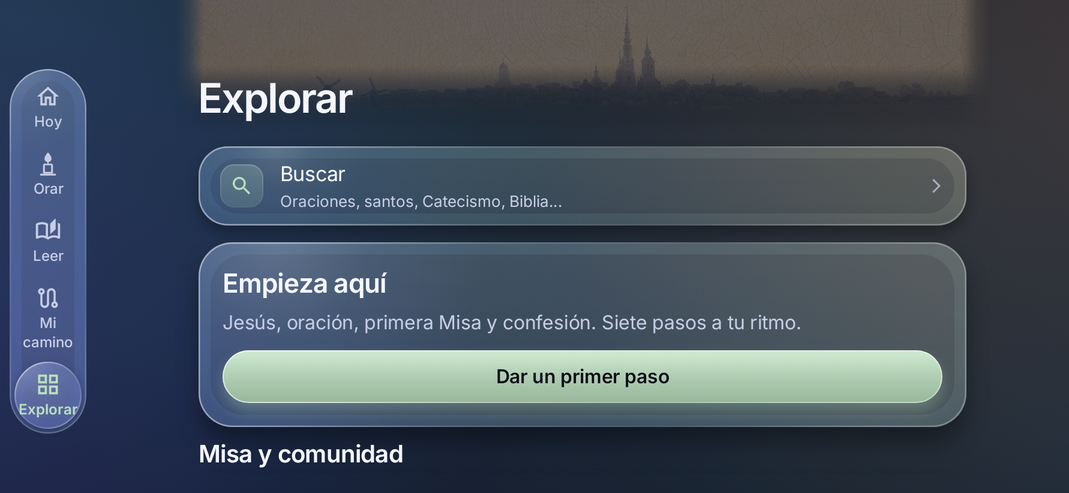 Hoy
Orar
Leer
Mi
camino
Explorar
Explorar
Buscar
Oraciones, santos, Catecismo, Biblia...
Empieza aquí
Jesús, oración, primera Misa y confesión. Siete pasos a tu ritmo.
Dar un primer paso
Misa y comunidad